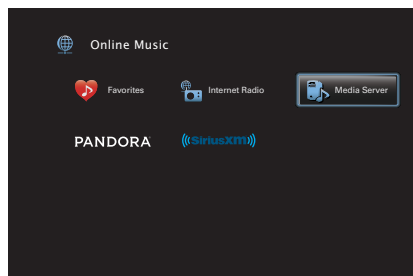 Online Music
Favorites
Internet Radio
Media Server
PANDORA
((SiriusXM))